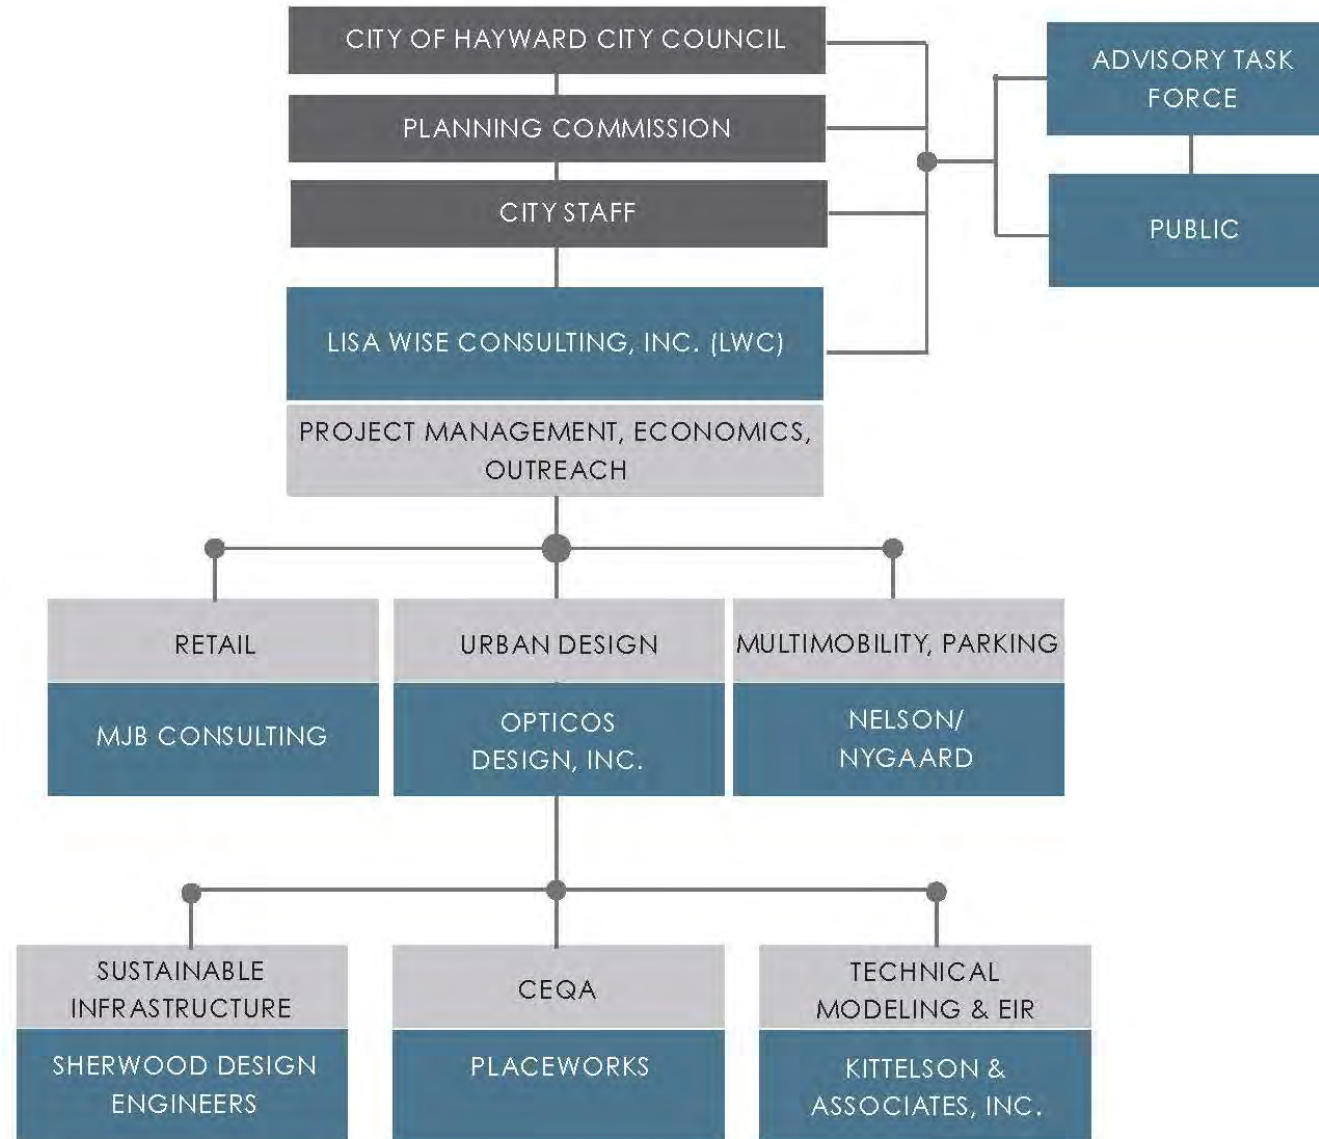 CITY OF HAYWARD CITY COUNCIL
ADVISORY TASK
FORCE
PLANNING COMMISSION
CITY STAFF
PUBLIC
LISA WISE CONSULTING, INC. (LWC)
PROJECT MANAGEMENT, ECONOMICS,
OUTREACH
RETAIL
MJB CONSULTING
URBAN DESIGN
OPTICOS
DESIGN, INC.
MULTIMOBILITY, PARKING
NELSON/
NYGAARD
SUSTAINABLE
INFRASTRUCTURE
SHERWOOD DESIGN
ENGINEERS
CEQA
PLACEWORKS
TECHNICAL
MODELING & EIR
KITTELSON &
ASSOCIATES, INC.